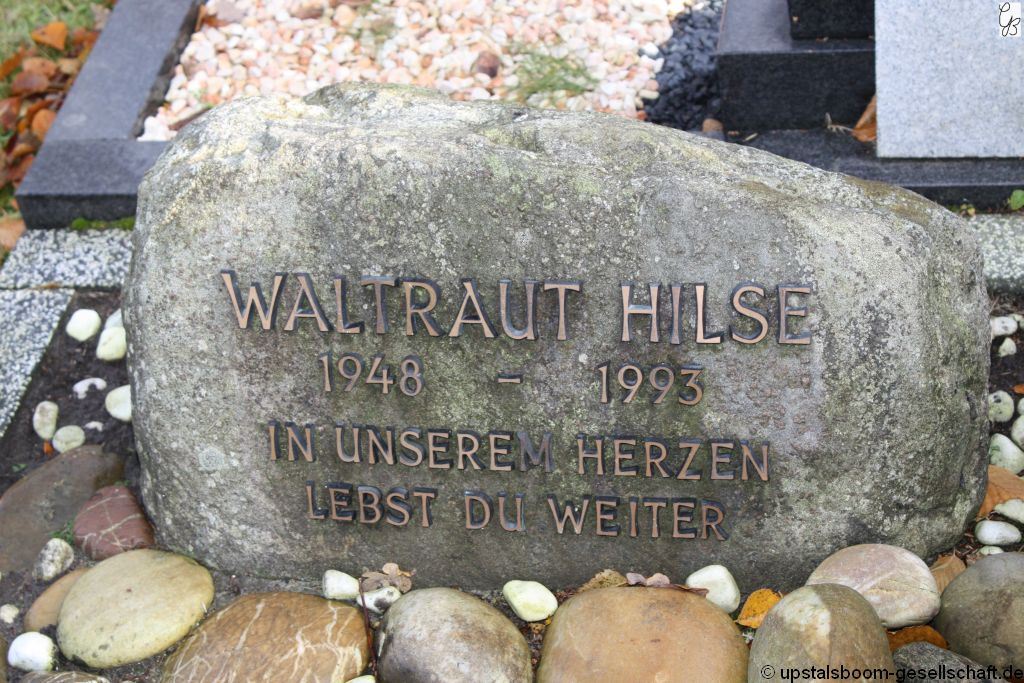 WALTRAUT HILSE
1948 – 1993
IN UNSEREM HERZEN
LEBST DU WEITER
© upstalsboom-gesellschaft.de